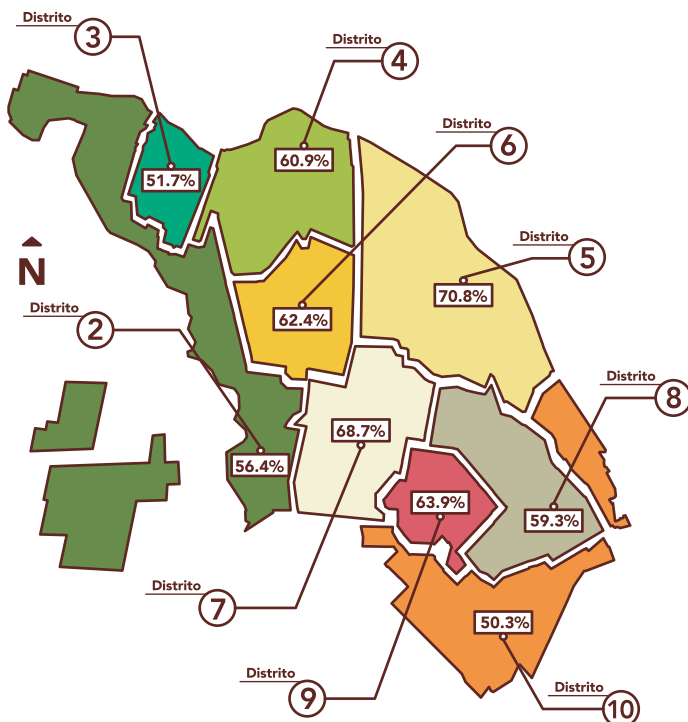 Distrito
3
Distrito
4
Distrito
6
60.9%
51.7%
Distrito
5
N
70.8%
Distrito
2
62.4%
Distrito
8
68.7%
56.4%
63.9%
59.3%
Distrito
7
50.3%
Distrito
9
Distrito
10